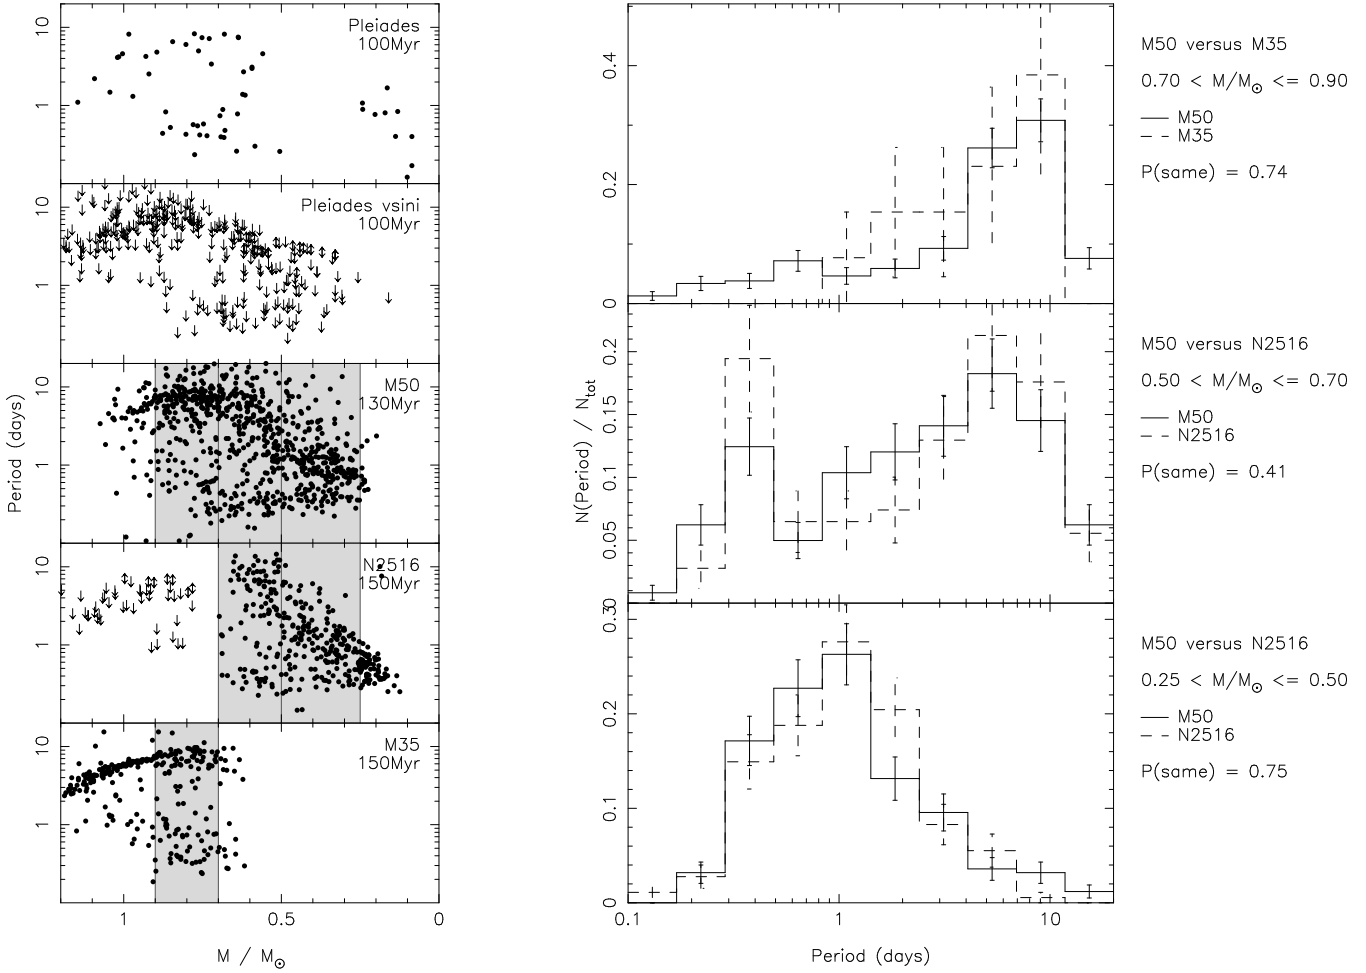 Pleiades
100Myr
Pleiades vsini
100Myr
M50
130Myr
N2516
150Myr
M35
150Myr
10
1
10
1
10
1
10
1
10
1
Period (days)
1
0.5
0
M / M⊙
0.4
0.2
0
0.2
0.15
0.1
0.05
0.30
0.2
0.1
0
N(Period) / Ntot
0.1
1
10
Period (days)
M50 versus M35
0.70 < M/M⊙ <= 0.90
M50
M35
P(same) = 0.74
M50 versus N2516
0.50 < M/M⊙ <= 0.70
M50
N2516
P(same) = 0.41
M50 versus N2516
0.25 < M/M⊙ <= 0.50
M50
N2516
P(same) = 0.75